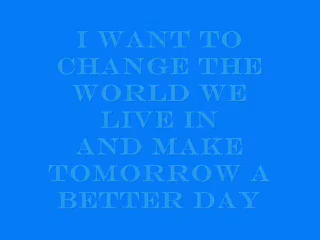 I WANT TO
CHANGE THE
WORLD WE
LIVE IN
AND MAKE
TOMORROW A
BETTER DAY